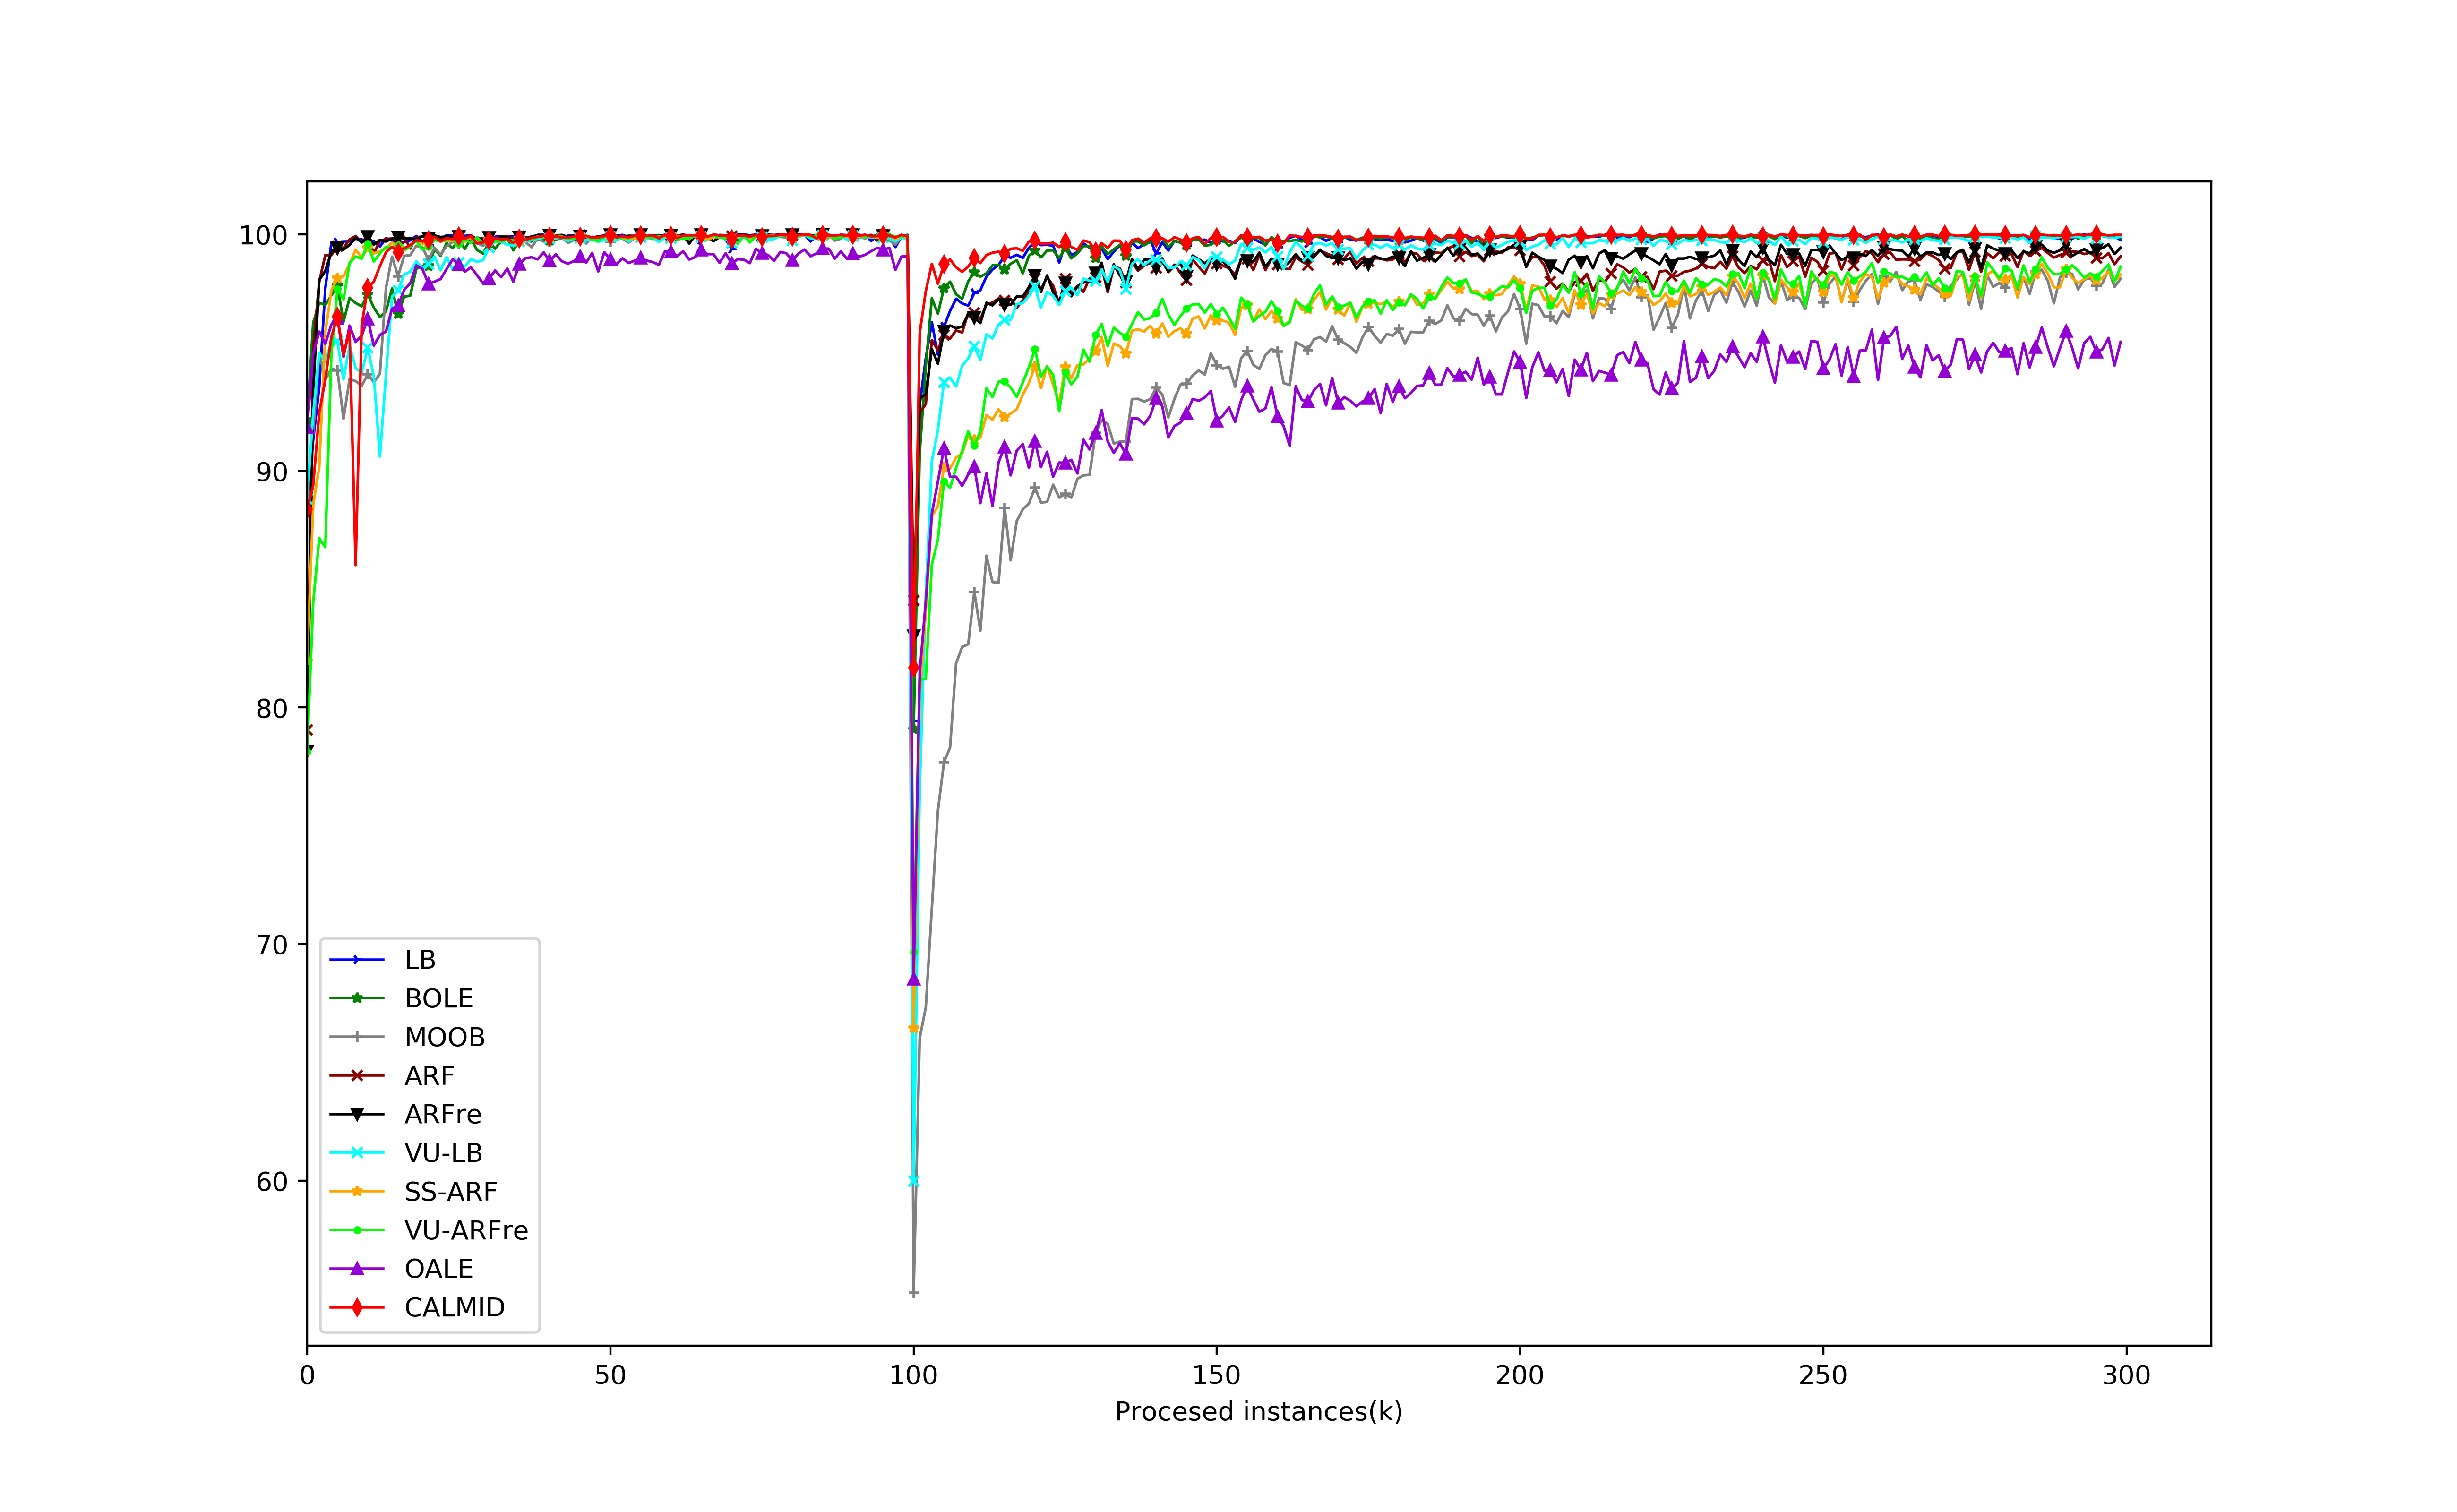 100
90
80
70
60
LB
BOLE
MOOB
ARF
ARFre
VU-LB
SS-ARF
VU-ARFre
OALE
CALMID
0 50 100 150 200 250 300
Procesed instances(k)